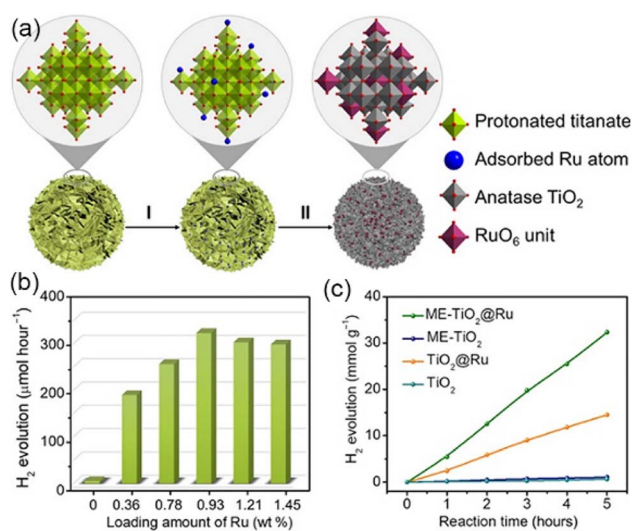 (a)
Protonated titanate
Adsorbed Ru atom
Anatase TiO₂
RuO₆ unit
I
II
(b)
H₂ evolution (μmol hour⁻¹)
400
300
200
100
0
0 0.36 0.78 0.93 1.21 1.45
Loading amount of Ru (wt %)
(c)
H₂ evolution (mmol g⁻¹)
40
30
20
10
0
ME-TiO₂@Ru
ME-TiO₂
TiO₂@Ru
TiO₂
0 1 2 3 4 5
Reaction time (hours)